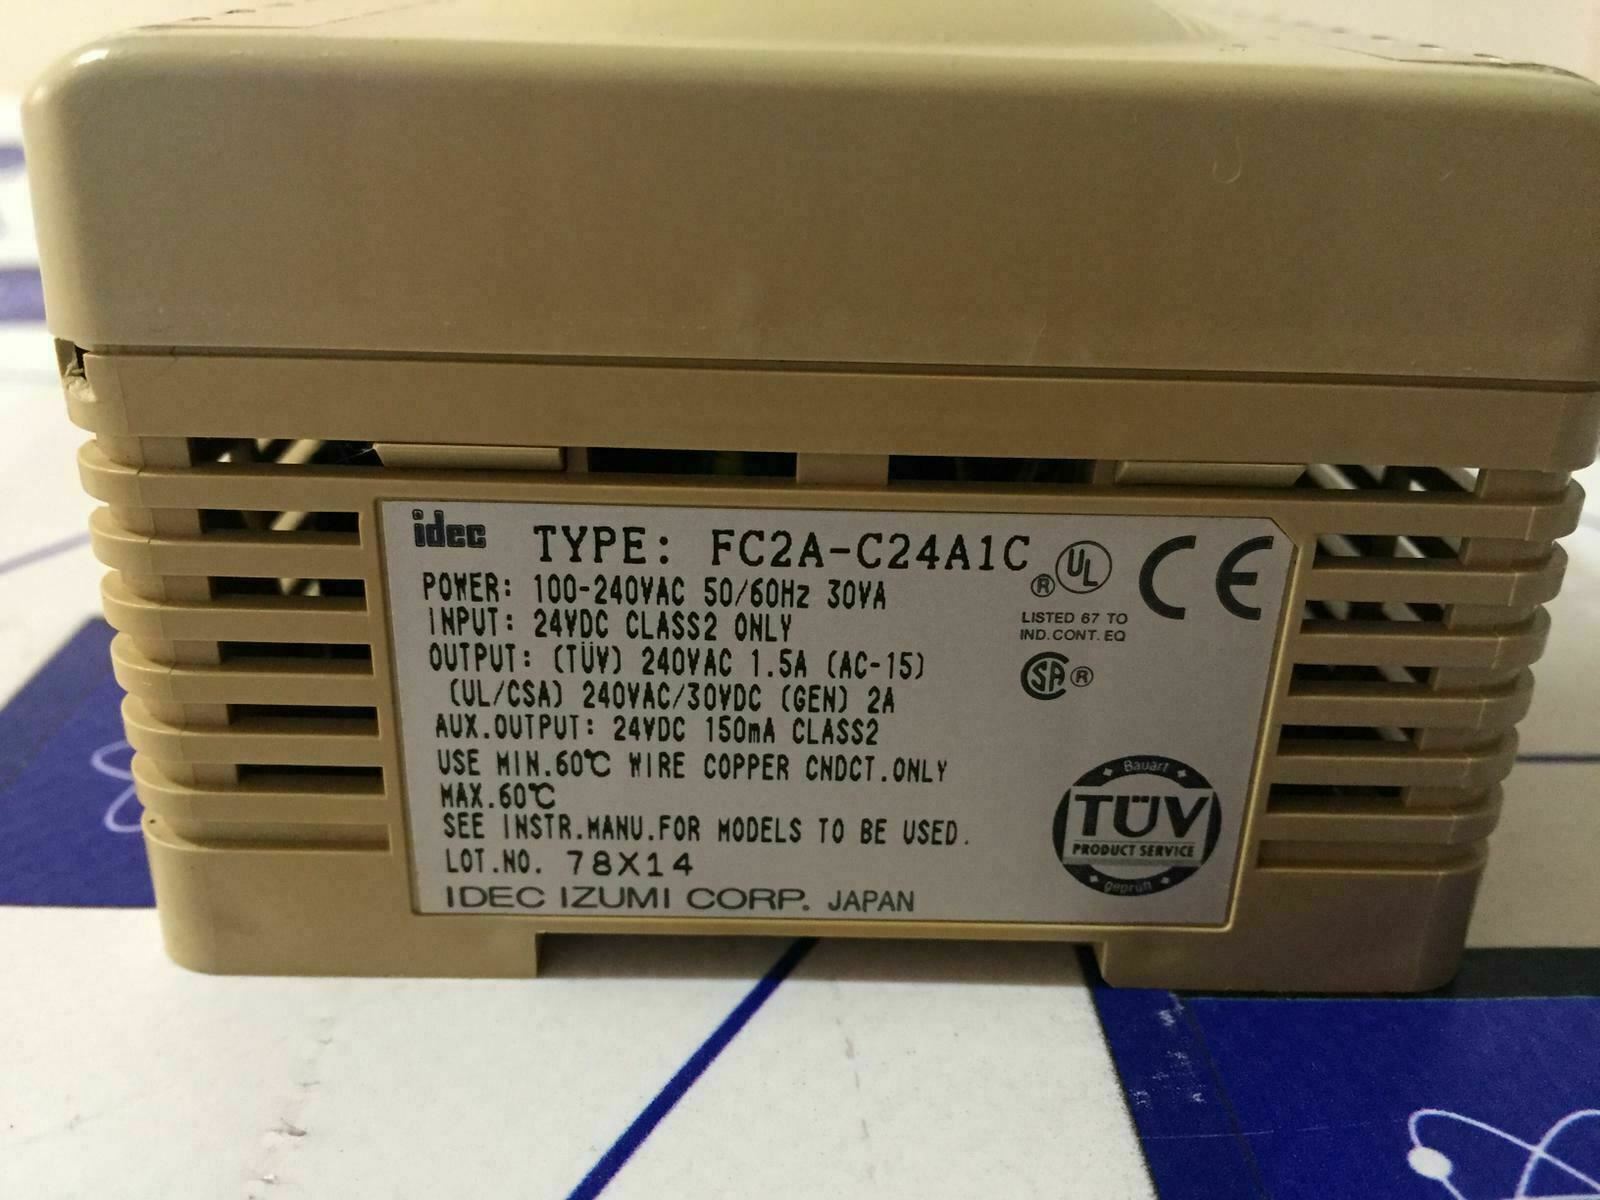 idec TYPE: FC2A-C24A1C
POWER: 100-240VAC 50/60Hz 30VA
INPUT: 24VDC CLASS2 ONLY
OUTPUT: (TÜV) 240VAC 1.5A (AC-15)
(UL/CSA) 240VAC/30VDC (GEN) 2A
AUX.OUTPUT: 24VDC 150mA CLASS2
USE MIN.60℃ WIRE COPPER CNDCT.ONLY
MAX.60℃
SEE INSTR.MANU.FOR MODELS TO BE USED.
LOT.NO. 78X14
IDEC IZUMI CORP. JAPAN
UL ®
LISTED 67 TO
IND.CONT.EQ
SA ®
CE
Bauart
TÜV
PRODUCT SERVICE
geprüft